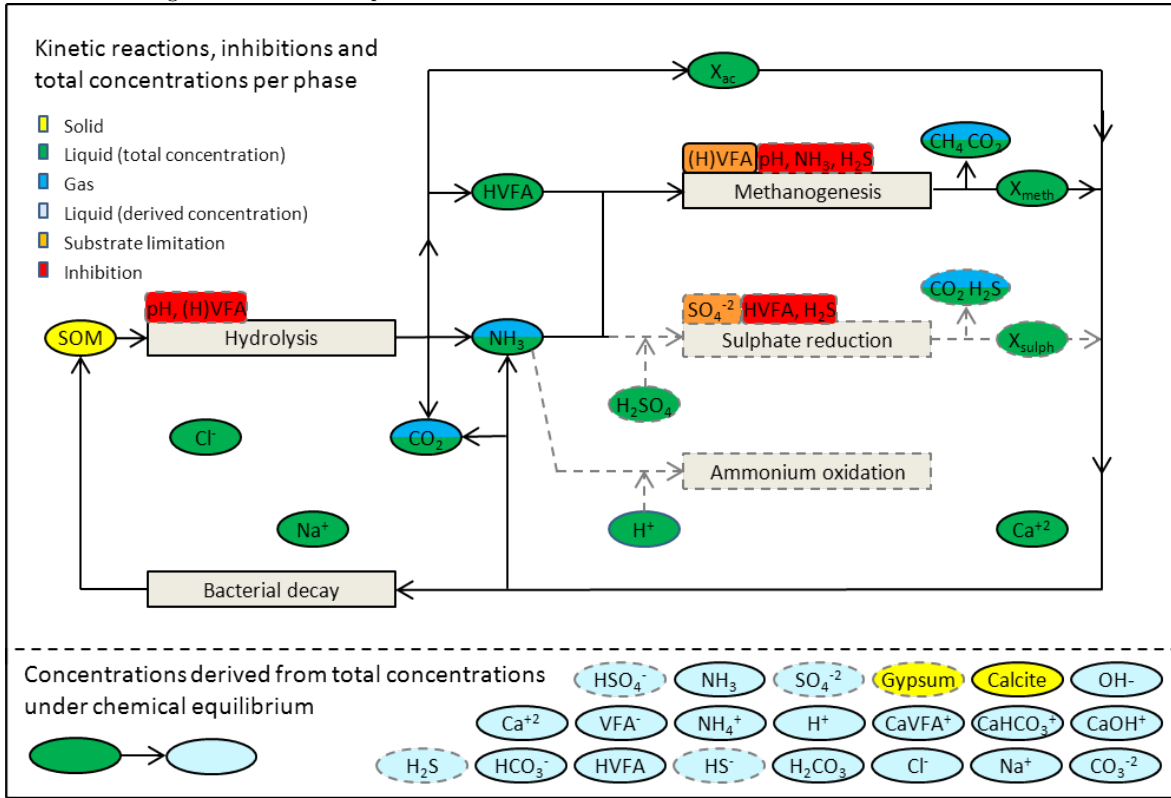 Kinetic reactions, inhibitions and
total concentrations per phase
Solid
Liquid (total concentration)
Gas
Liquid (derived concentration)
Substrate limitation
Inhibition
X_ac
(H)VFA pH, NH₃, H₂S
CH₄ CO₂
HVFA
Methanogenesis
X_meth
pH, (H)VFA
SO₄⁻² HVFA, H₂S
CO₂ H₂S
SOM
Hydrolysis
NH₃
Sulphate reduction
X_sulph
H₂SO₄
Cl⁻
CO₂
Ammonium oxidation
Na⁺
H⁺
Ca⁺²
Bacterial decay
Concentrations derived from total concentrations
under chemical equilibrium
HSO₄⁻ NH₃ SO₄⁻² Gypsum Calcite OH-
Ca⁺² VFA⁻ NH₄⁺ H⁺ CaVFA⁺ CaHCO₃⁺ CaOH⁺
H₂S HCO₃⁻ HVFA HS⁻ H₂CO₃ Cl⁻ Na⁺ CO₃⁻²